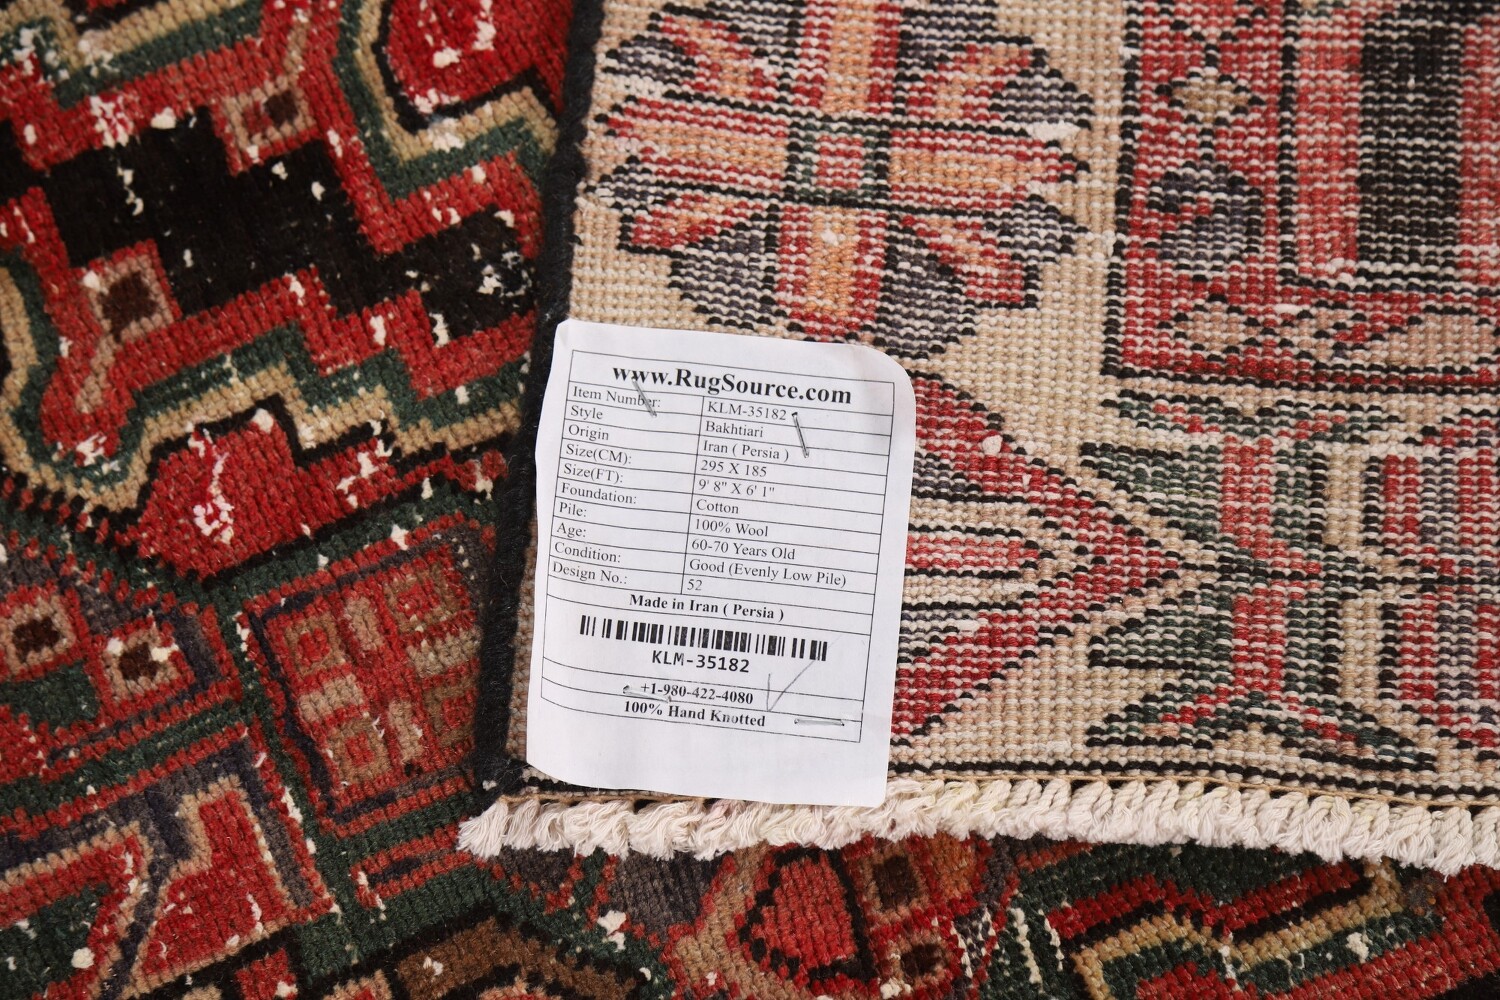 www.RugSource.com
Item Number: KLM-35182
Style Bakhtiari
Origin Iran ( Persia )
Size(CM): 295 X 185
Size(FT): 9' 8" X 6' 1"
Foundation: Cotton
Pile: 100% Wool
Age: 60-70 Years Old
Condition: Good (Evenly Low Pile)
Design No.: 52
Made in Iran ( Persia )
KLM-35182
+1-980-422-4080
100% Hand Knotted